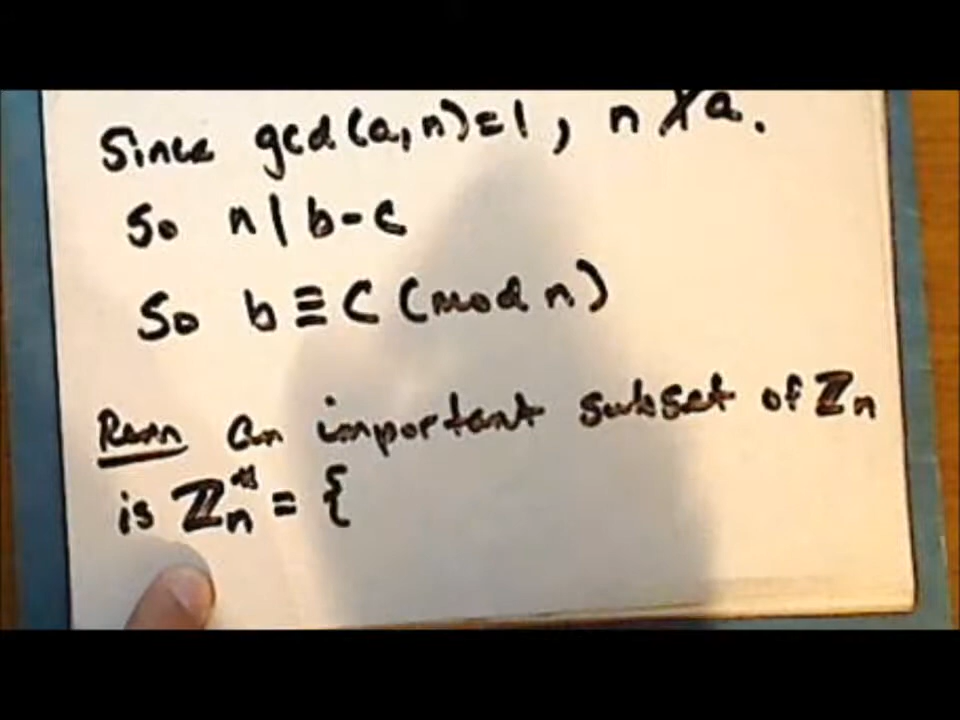 Since gcd(a,n)=1, n∤a.
So n|b-c
So b≡c (mod n)
Rem an important subset of ℤn
is ℤn* = {